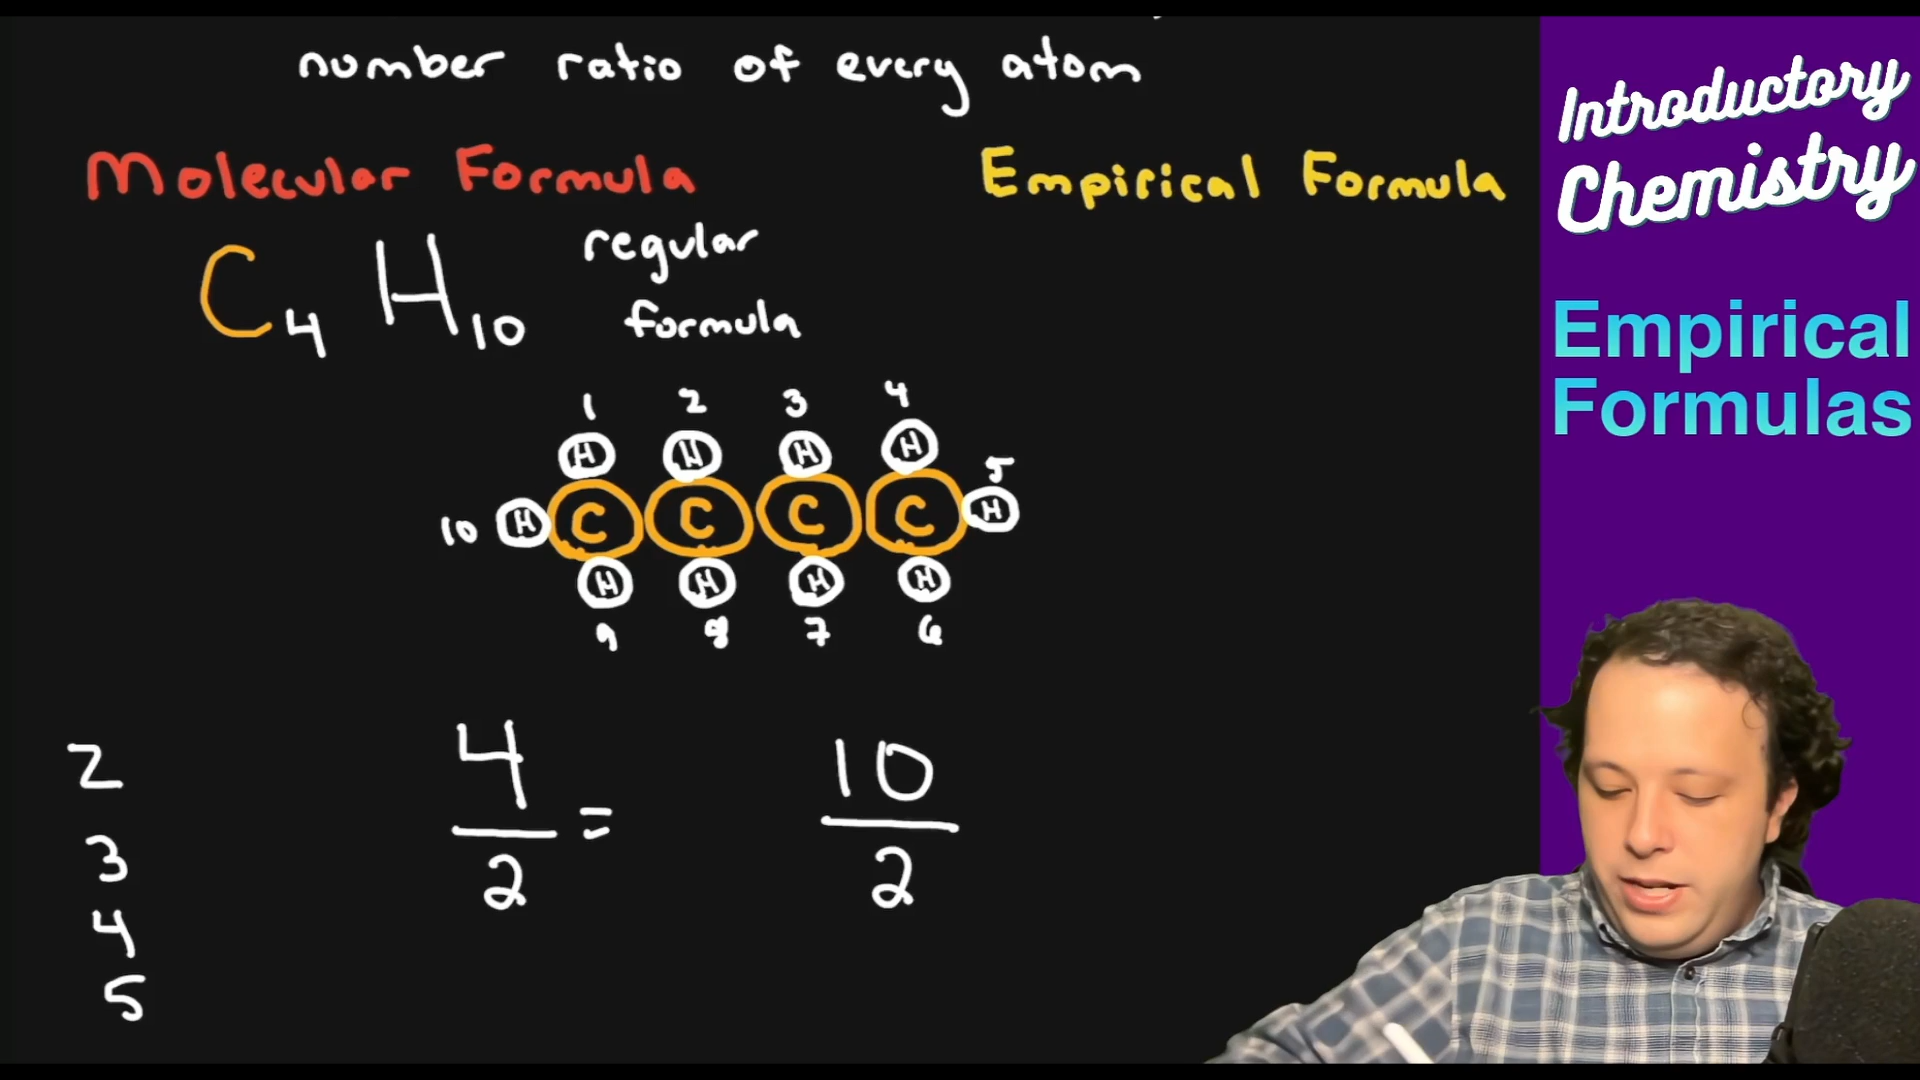 number ratio of every atom
Molecular Formula
Empirical Formula
C4 H10
regular
formula
1 2 3 4
H H H H
5
10 H C C C C H
H H H H
9 8 7 6
2
3
4
5
4
2
=
10
2
Introductory
Chemistry
Empirical
Formulas